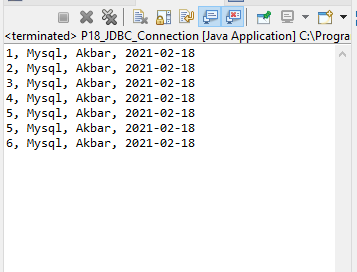 <terminated> P18_JDBC_Connection [Java Application] C:\Progra
1, Mysql, Akbar, 2021-02-18
2, Mysql, Akbar, 2021-02-18
3, Mysql, Akbar, 2021-02-18
4, Mysql, Akbar, 2021-02-18
5, Mysql, Akbar, 2021-02-18
5, Mysql, Akbar, 2021-02-18
6, Mysql, Akbar, 2021-02-18